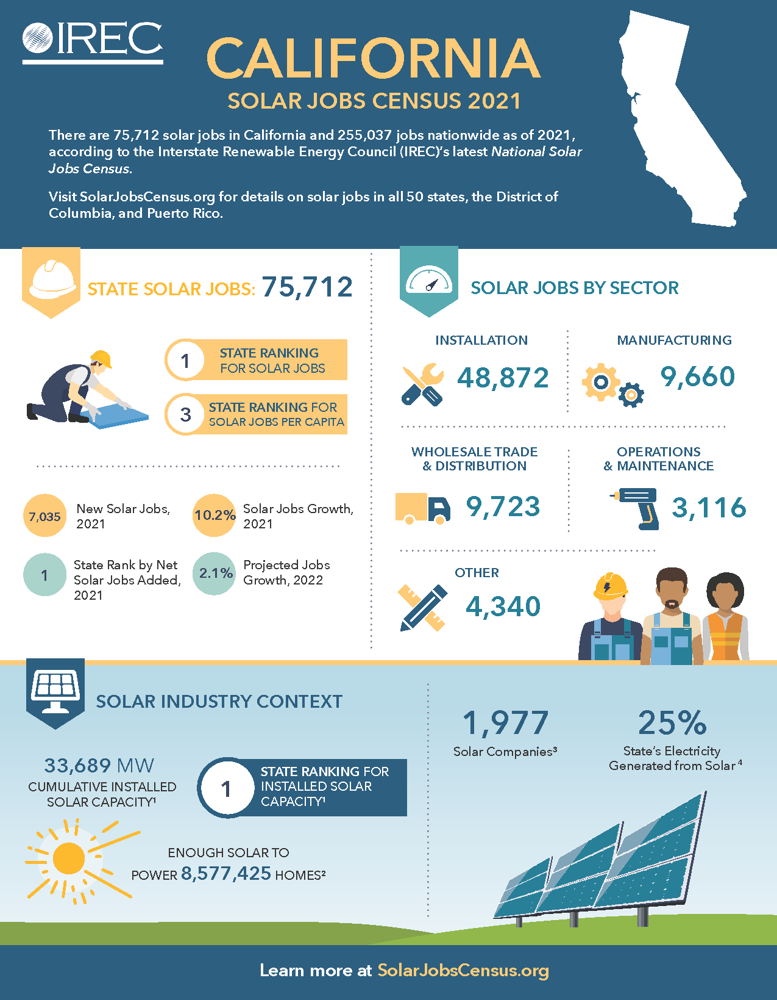 IREC
CALIFORNIA
SOLAR JOBS CENSUS 2021
There are 75,712 solar jobs in California and 255,037 jobs nationwide as of 2021,
according to the Interstate Renewable Energy Council (IREC)’s latest National Solar
Jobs Census.
Visit SolarJobsCensus.org for details on solar jobs in all 50 states, the District of
Columbia, and Puerto Rico.
STATE SOLAR JOBS: 75,712
1
STATE RANKING
FOR SOLAR JOBS
3
STATE RANKING FOR
SOLAR JOBS PER CAPITA
7,035
New Solar Jobs,
2021
10.2%
Solar Jobs Growth,
2021
1
State Rank by Net
Solar Jobs Added,
2021
2.1%
Projected Jobs
Growth, 2022
SOLAR JOBS BY SECTOR
INSTALLATION
48,872
MANUFACTURING
9,660
WHOLESALE TRADE
& DISTRIBUTION
9,723
OPERATIONS
& MAINTENANCE
3,116
OTHER
4,340
SOLAR INDUSTRY CONTEXT
33,689 MW
CUMULATIVE INSTALLED
SOLAR CAPACITY¹
1
STATE RANKING FOR
INSTALLED SOLAR
CAPACITY¹
ENOUGH SOLAR TO
POWER 8,577,425 HOMES²
1,977
Solar Companies³
25%
State’s Electricity
Generated from Solar ⁴
Learn more at SolarJobsCensus.org